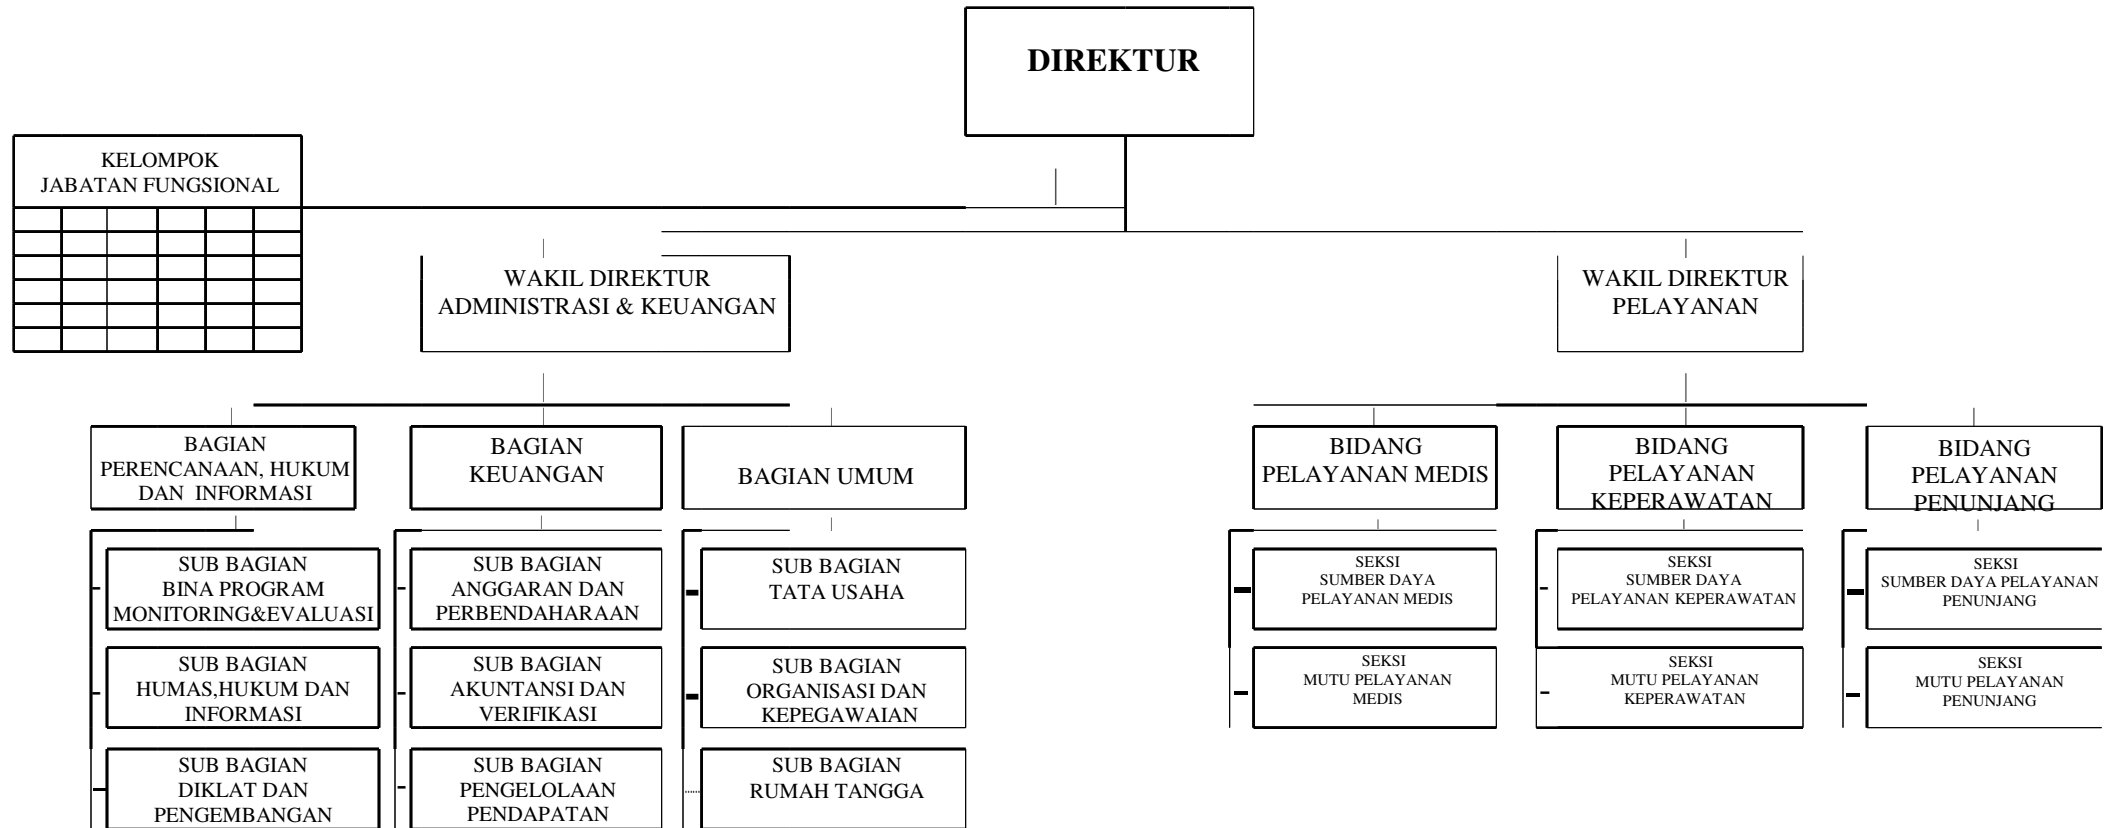 DIREKTUR
KELOMPOK
JABATAN FUNGSIONAL
WAKIL DIREKTUR
ADMINISTRASI & KEUANGAN
WAKIL DIREKTUR
PELAYANAN
BAGIAN
PERENCANAAN, HUKUM
DAN INFORMASI
BAGIAN
KEUANGAN
BAGIAN UMUM
BIDANG
PELAYANAN MEDIS
BIDANG
PELAYANAN
KEPERAWATAN
BIDANG
PELAYANAN
PENUNJANG
SUB BAGIAN
BINA PROGRAM
MONITORING&EVALUASI
SUB BAGIAN
ANGGARAN DAN
PERBENDAHARAAN
SUB BAGIAN
TATA USAHA
SEKSI
SUMBER DAYA
PELAYANAN MEDIS
SEKSI
SUMBER DAYA
PELAYANAN KEPERAWATAN
SEKSI
SUMBER DAYA PELAYANAN
PENUNJANG
SUB BAGIAN
HUMAS,HUKUM DAN
INFORMASI
SUB BAGIAN
AKUNTANSI DAN
VERIFIKASI
SUB BAGIAN
ORGANISASI DAN
KEPEGAWAIAN
SEKSI
MUTU PELAYANAN
MEDIS
SEKSI
MUTU PELAYANAN
KEPERAWATAN
SEKSI
MUTU PELAYANAN
PENUNJANG
SUB BAGIAN
DIKLAT DAN
PENGEMBANGAN
SUB BAGIAN
PENGELOLAAN
PENDAPATAN
SUB BAGIAN
RUMAH TANGGA